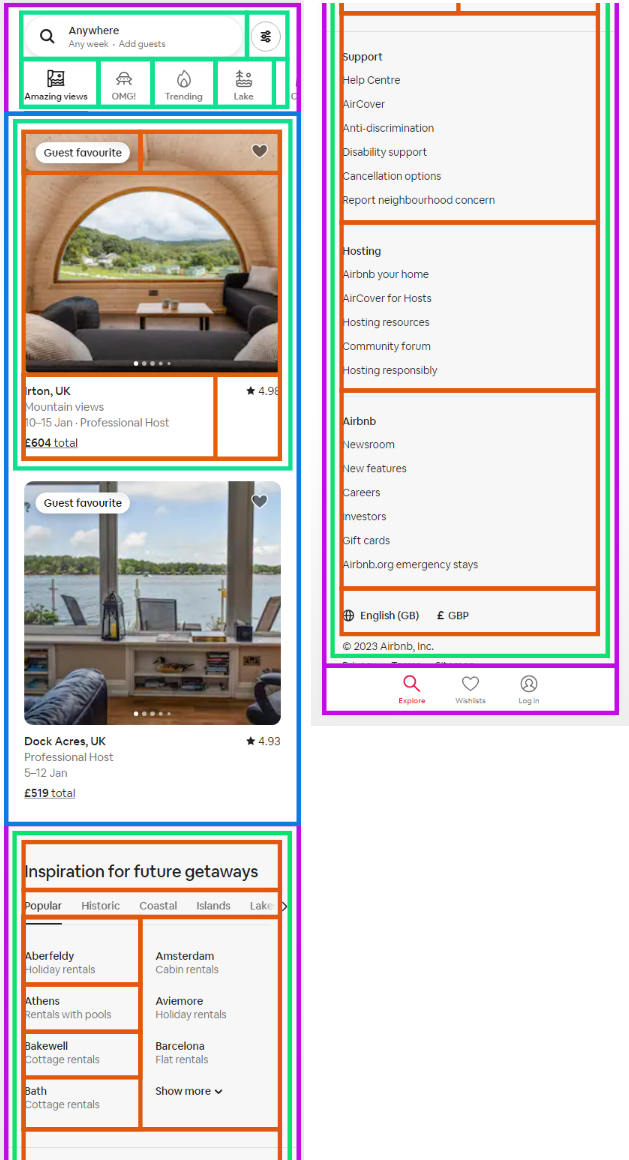 Anywhere
Any week · Add guests
Amazing views
OMG!
Trending
Lake
Guest favourite
Irton, UK
4.98
Mountain views
10–15 Jan · Professional Host
£604 total
Guest favourite
Dock Acres, UK
4.93
Professional Host
5–12 Jan
£519 total
Inspiration for future getaways
Popular Historic Coastal Islands Lake
Aberfeldy
Holiday rentals
Amsterdam
Cabin rentals
Athens
Rentals with pools
Aviemore
Holiday rentals
Bakewell
Cottage rentals
Barcelona
Flat rentals
Bath
Cottage rentals
Show more
Support
Help Centre
AirCover
Anti-discrimination
Disability support
Cancellation options
Report neighbourhood concern
Hosting
Airbnb your home
AirCover for Hosts
Hosting resources
Community forum
Hosting responsibly
Airbnb
Newsroom
New features
Careers
Investors
Gift cards
Airbnb.org emergency stays
English (GB) £ GBP
© 2023 Airbnb, Inc.
Explore
Wishlists
Log in